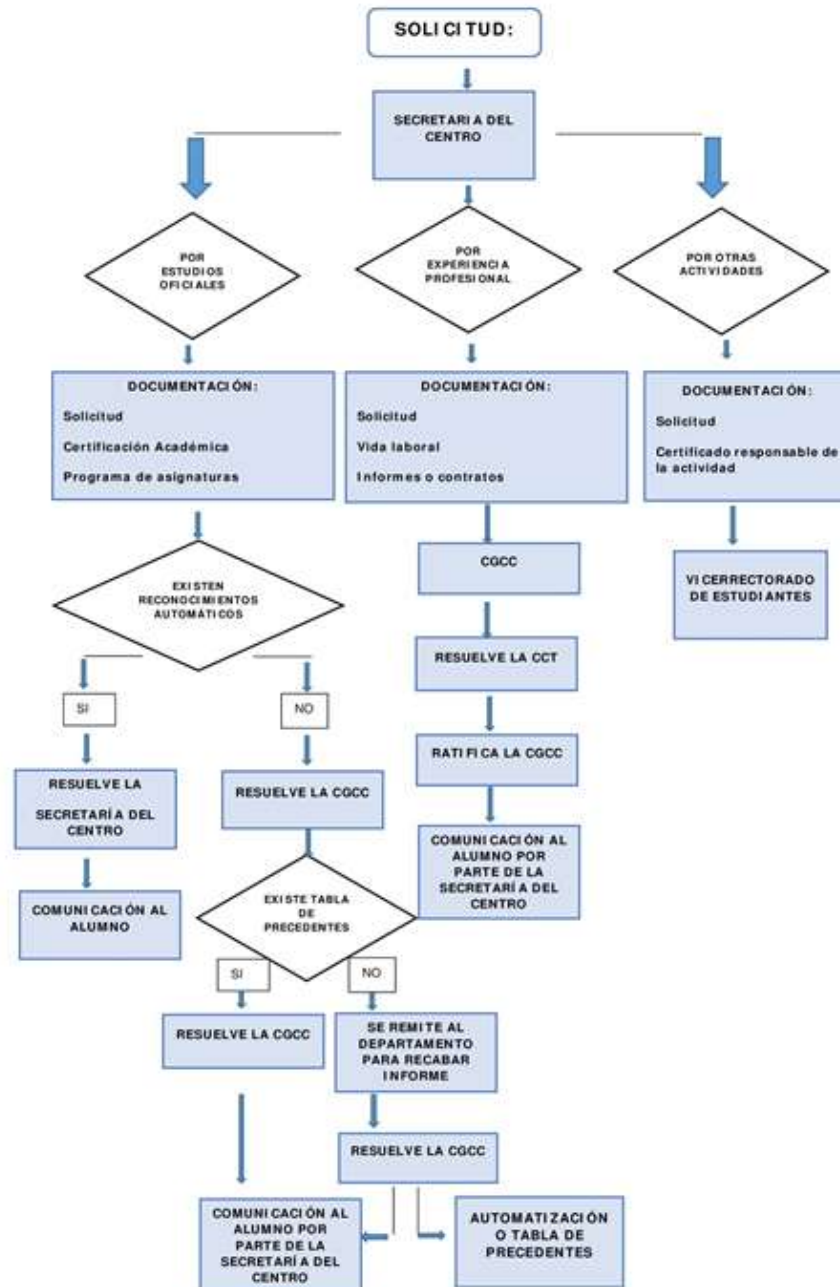 SOLICITUD:
SECRETARIA DEL
CENTRO
POR
ESTUDIOS
OFICIALES
POR
EXPERIENCIA
PROFESIONAL
POR OTRAS
ACTIVIDADES
DOCUMENTACIÓN:
Solicitud
Certificación Académica
Programa de asignaturas
DOCUMENTACIÓN:
Solicitud
Vida laboral
Informes o contratos
DOCUMENTACIÓN:
Solicitud
Certificado responsable de
la actividad
EXISTEN
RECONOCIMIENTOS
AUTOMÁTICOS
CGCC
VICERRECTORADO
DE ESTUDIANTES
RESUELVE LA CCT
SI
NO
RATIFICA LA CGCC
RESUELVE LA
SECRETARÍA DEL
CENTRO
RESUELVE LA CGCC
COMUNICACIÓN AL
ALUMNO POR
PARTE DE LA
SECRETARÍA DEL
CENTRO
COMUNICACIÓN AL
ALUMNO
EXISTE TABLA
DE
PRECEDENTES
SI
NO
RESUELVE LA CGCC
SE REMITE AL
DEPARTAMENTO
PARA RECABAR
INFORME
RESUELVE LA CGCC
COMUNICACIÓN AL
ALUMNO POR
PARTE DE LA
SECRETARÍA DEL
CENTRO
AUTOMATIZACIÓN
O TABLA DE
PRECEDENTES